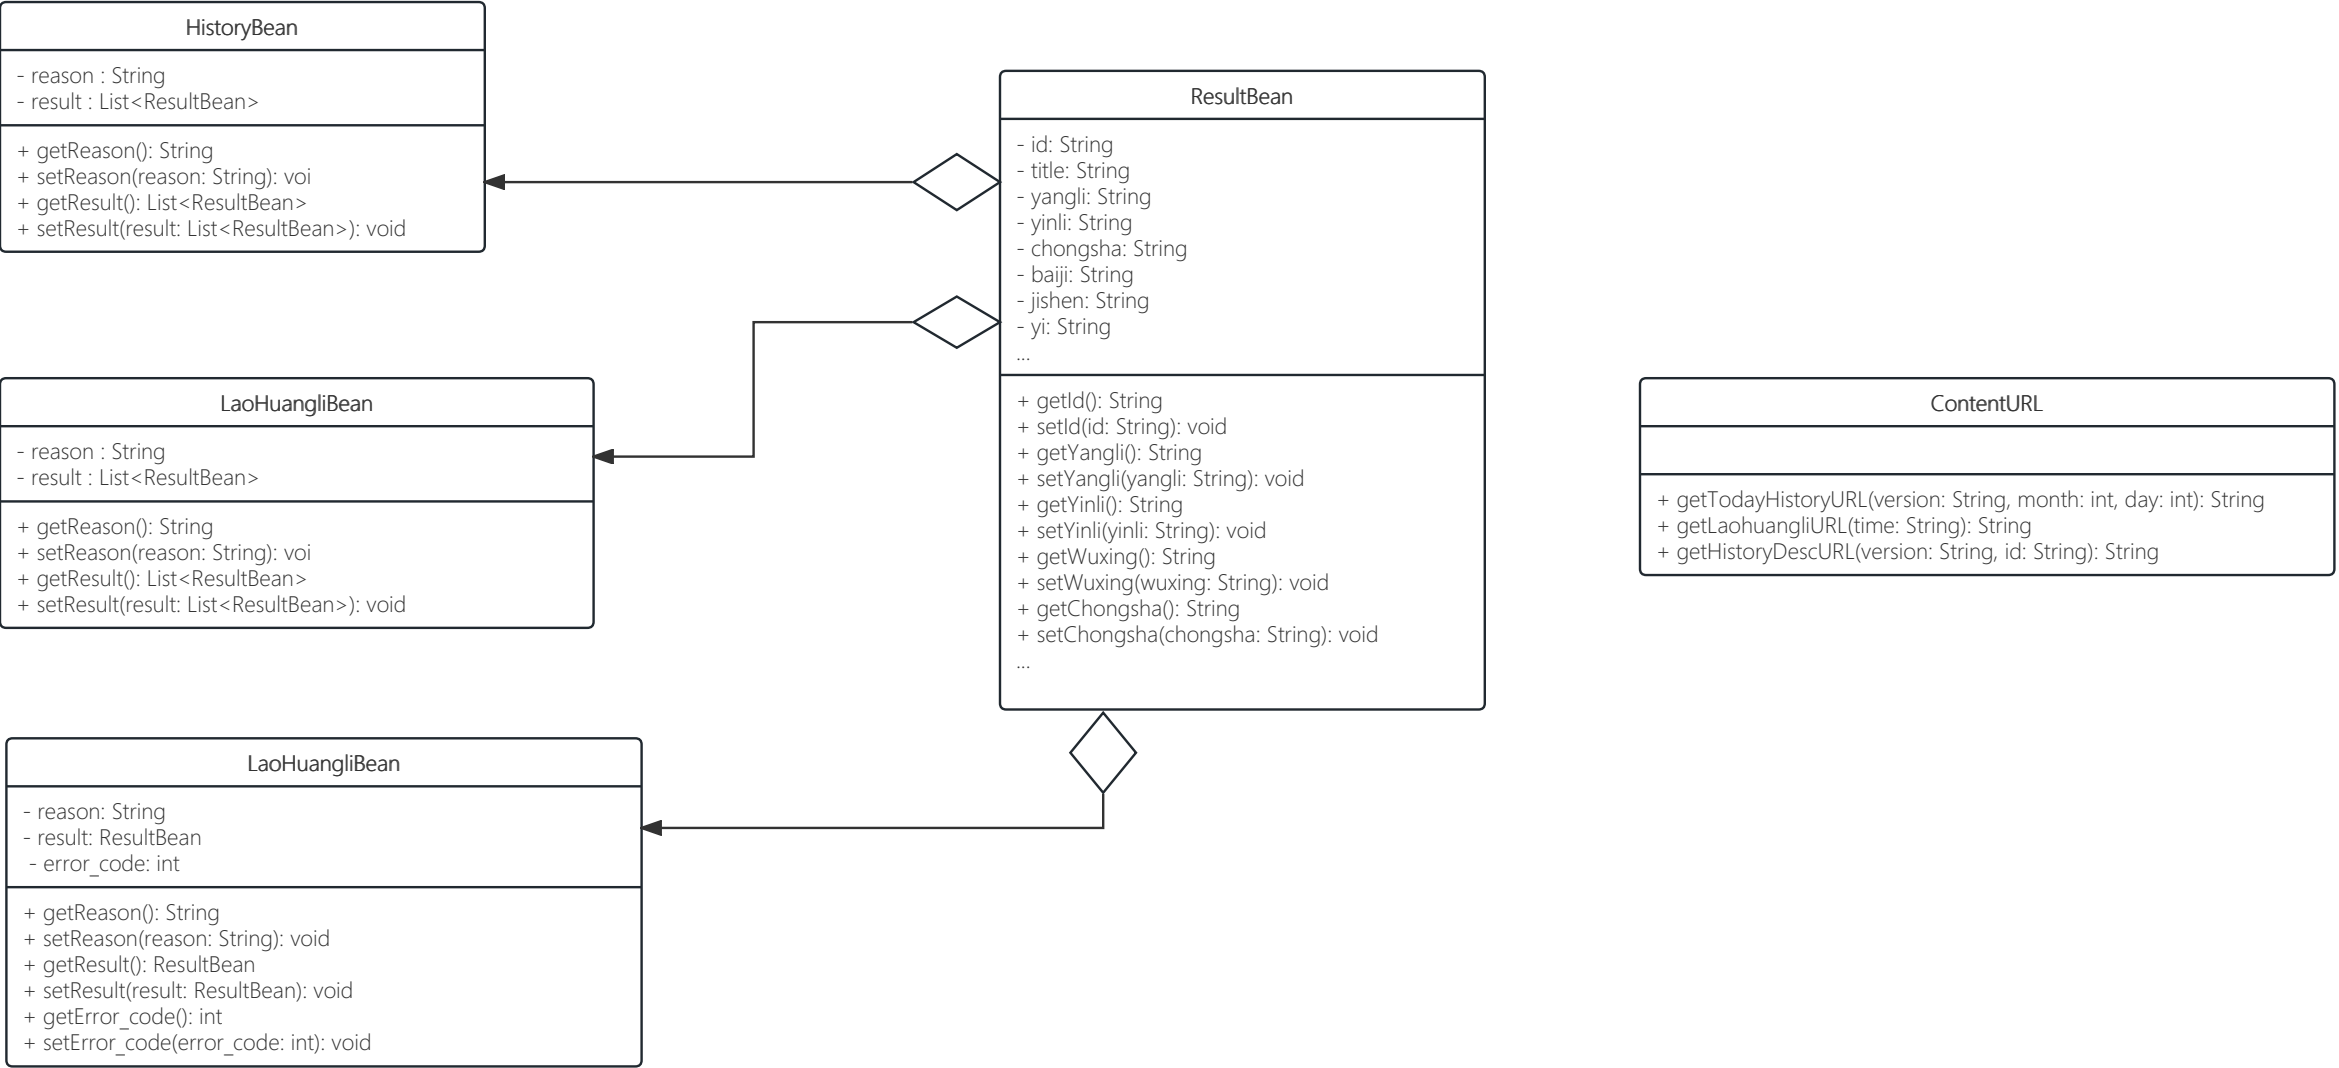 HistoryBean
- reason : String
- result : List<ResultBean>
+ getReason(): String
+ setReason(reason: String): voi
+ getResult(): List<ResultBean>
+ setResult(result: List<ResultBean>): void
ResultBean
- id: String
- title: String
- yangli: String
- yinli: String
- chongsha: String
- baiji: String
- jishen: String
- yi: String
...
+ getId(): String
+ setId(id: String): void
+ getYangli(): String
+ setYangli(yangli: String): void
+ getYinli(): String
+ setYinli(yinli: String): void
+ getWuxing(): String
+ setWuxing(wuxing: String): void
+ getChongsha(): String
+ setChongsha(chongsha: String): void
...
LaoHuangliBean
- reason : String
- result : List<ResultBean>
+ getReason(): String
+ setReason(reason: String): voi
+ getResult(): List<ResultBean>
+ setResult(result: List<ResultBean>): void
ContentURL
+ getTodayHistoryURL(version: String, month: int, day: int): String
+ getLaohuangliURL(time: String): String
+ getHistoryDescURL(version: String, id: String): String
LaoHuangliBean
- reason: String
- result: ResultBean
- error_code: int
+ getReason(): String
+ setReason(reason: String): void
+ getResult(): ResultBean
+ setResult(result: ResultBean): void
+ getError_code(): int
+ setError_code(error_code: int): void